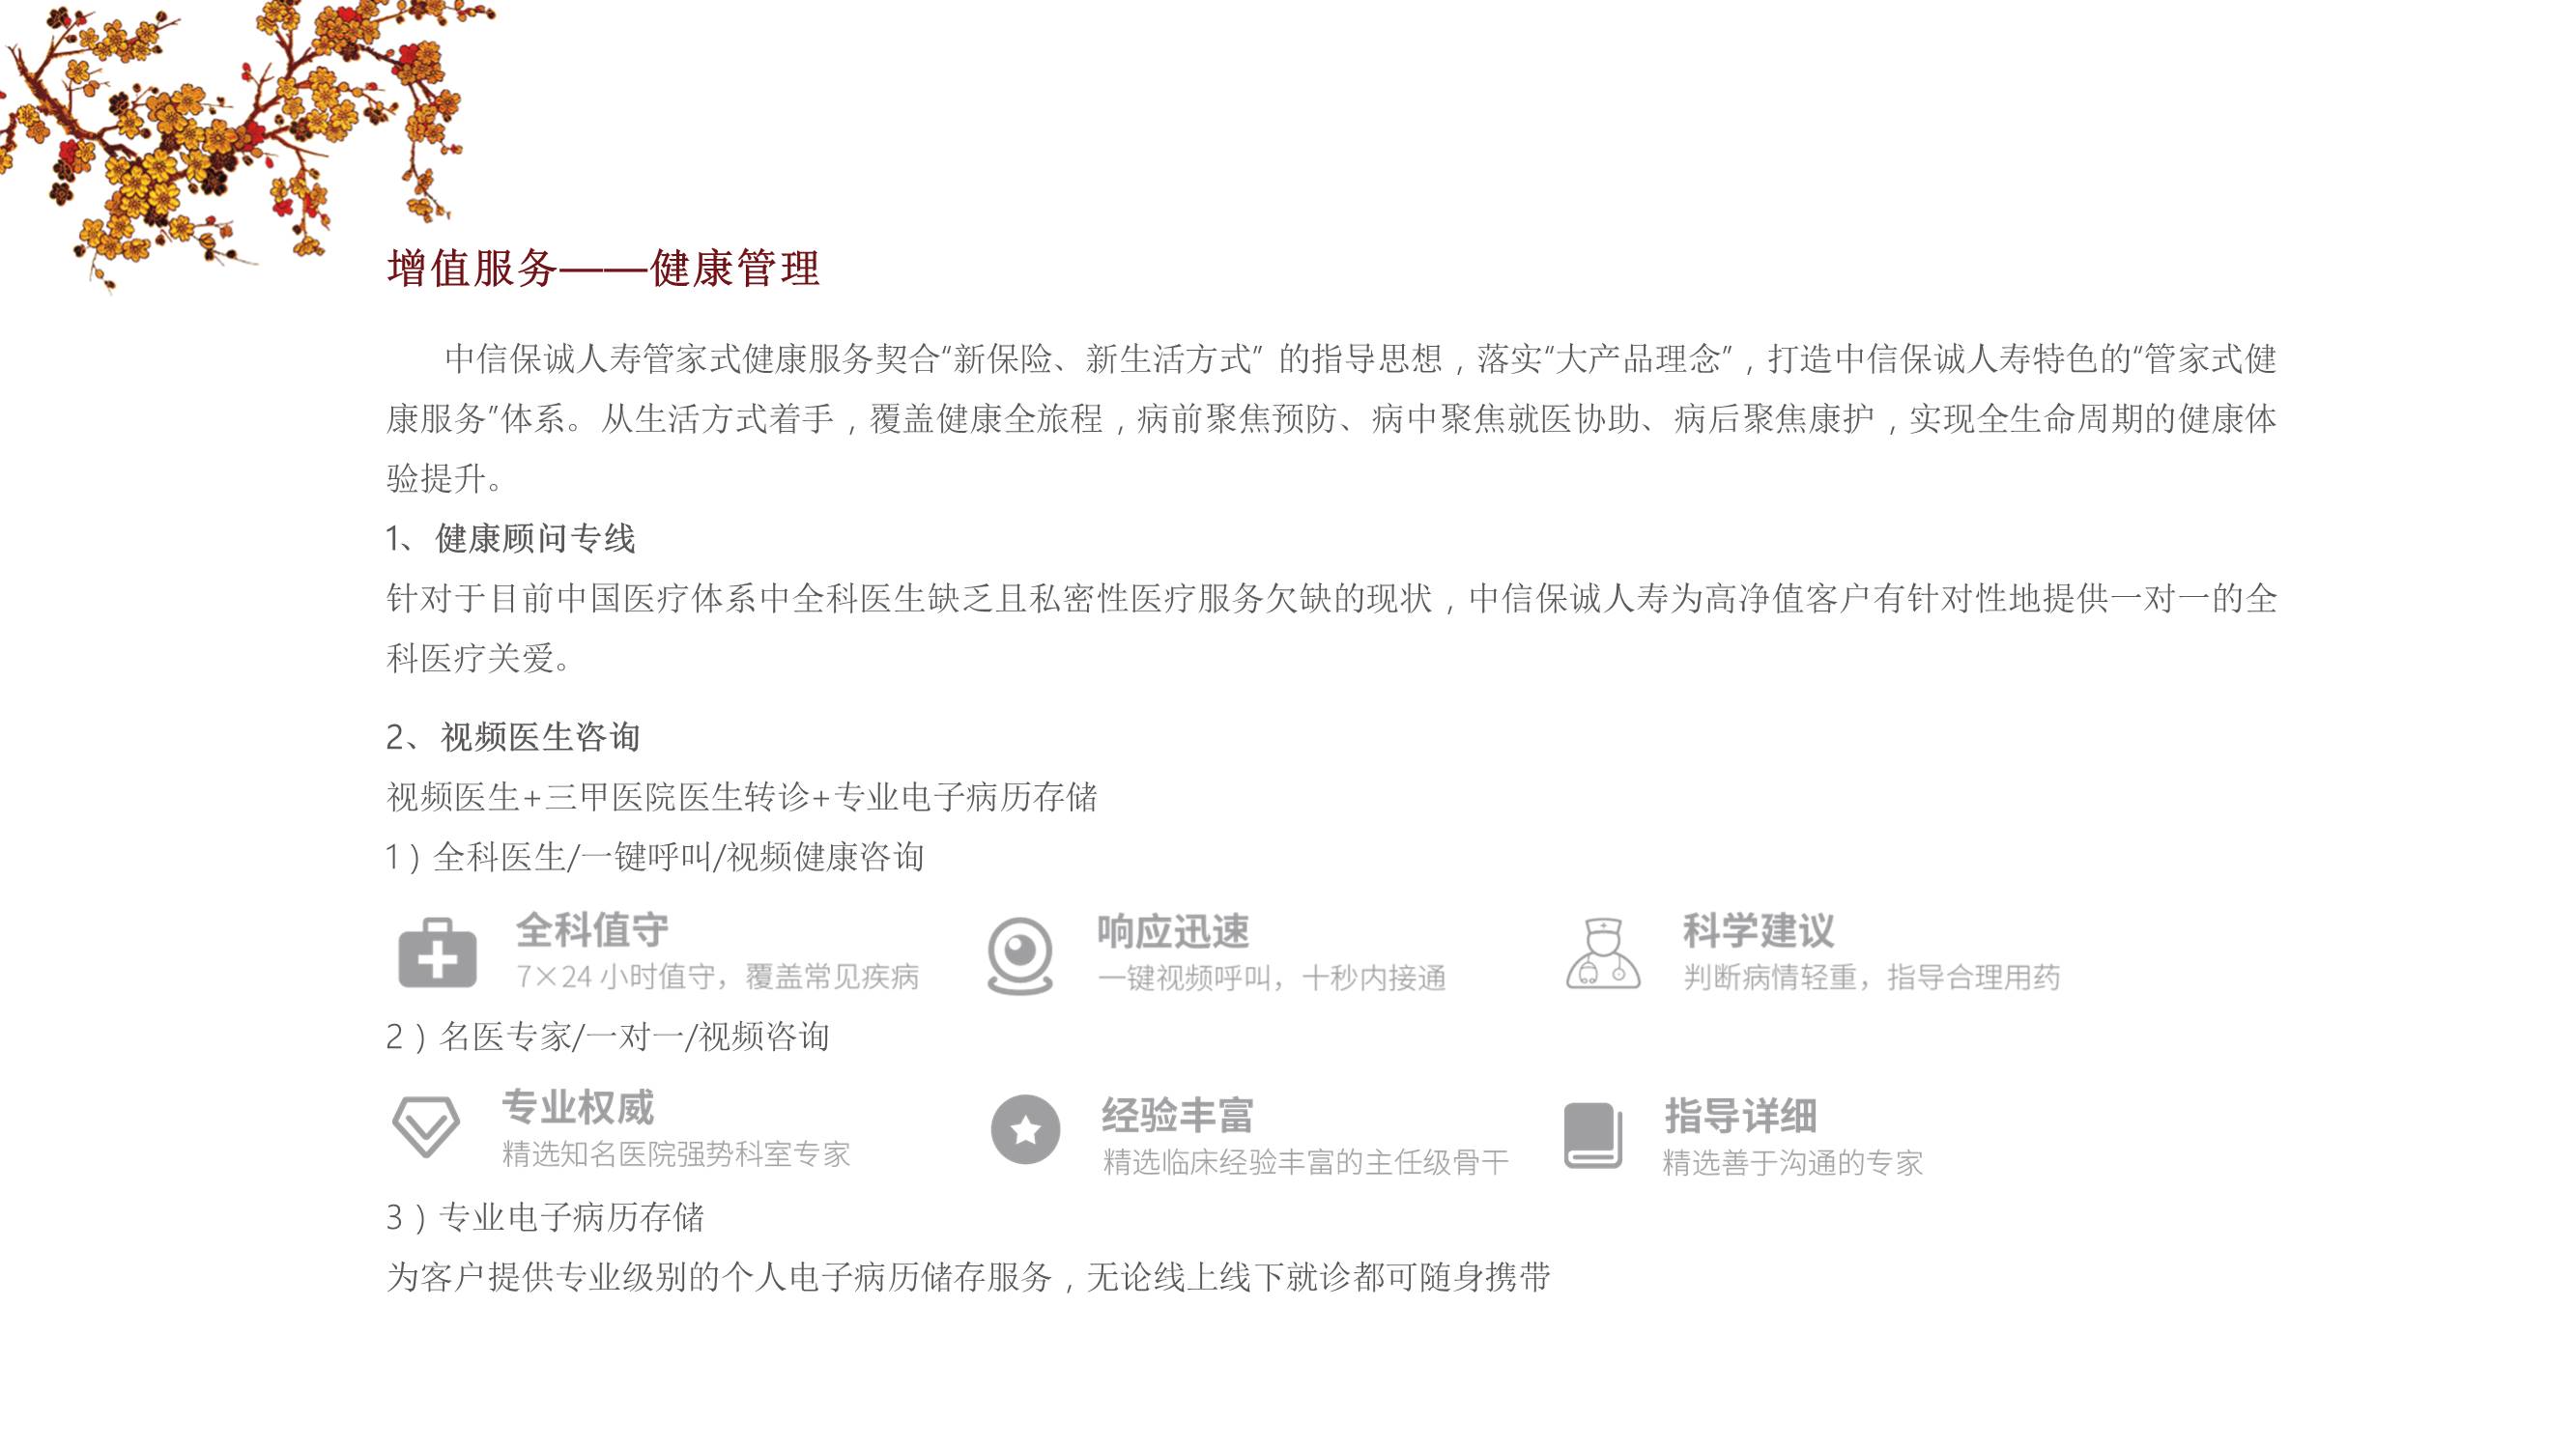 增值服务——健康管理
中信保诚人寿管家式健康服务契合“新保险、新生活方式” 的指导思想，落实“大产品理念”，打造中信保诚人寿特色的“管家式健
康服务”体系。从生活方式着手，覆盖健康全旅程，病前聚焦预防、病中聚焦就医协助、病后聚焦康护，实现全生命周期的健康体
验提升。
1、健康顾问专线
针对于目前中国医疗体系中全科医生缺乏且私密性医疗服务欠缺的现状，中信保诚人寿为高净值客户有针对性地提供一对一的全
科医疗关爱。
2、视频医生咨询
视频医生+三甲医院医生转诊+专业电子病历存储
1）全科医生/一键呼叫/视频健康咨询
全科值守
7×24 小时值守，覆盖常见疾病
响应迅速
一键视频呼叫，十秒内接通
科学建议
判断病情轻重，指导合理用药
2）名医专家/一对一/视频咨询
专业权威
精选知名医院强势科室专家
经验丰富
精选临床经验丰富的主任级骨干
指导详细
精选善于沟通的专家
3）专业电子病历存储
为客户提供专业级别的个人电子病历储存服务，无论线上线下就诊都可随身携带